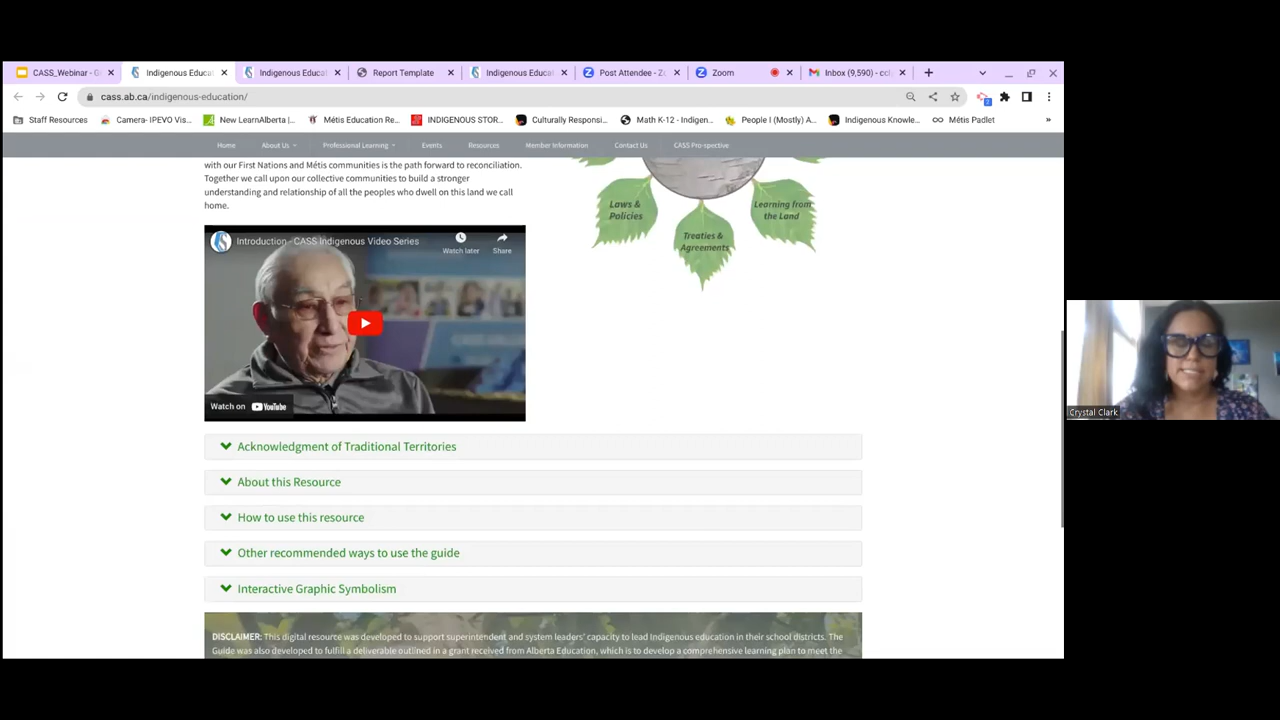 CASS_Webinar - G
Indigenous Educat
Indigenous Educat
Report Template
Indigenous Educat
Post Attendee - Zo
Zoom
Inbox (9,590) - ccl
cass.ab.ca/indigenous-education/
Staff Resources
Camera- IPEVO Vis...
New LearnAlberta |...
Métis Education Re...
INDIGENOUS STOR...
Culturally Responsi...
Math K-12 - Indigen...
People I (Mostly) A...
Indigenous Knowle...
Métis Padlet
»
Home
About Us
Professional Learning
Events
Resources
Member Information
Contact Us
CASS Pro-spective
with our First Nations and Métis communities is the path forward to reconciliation.
Together we call upon our collective communities to build a stronger
understanding and relationship of all the peoples who dwell on this land we call
home.
Laws &
Policies
Treaties &
Agreements
Learning from
the Land
Introduction - CASS Indigenous Video Series
Watch later
Share
Watch on YouTube
Crystal Clark
Acknowledgment of Traditional Territories
About this Resource
How to use this resource
Other recommended ways to use the guide
Interactive Graphic Symbolism
DISCLAIMER: This digital resource was developed to support superintendent and system leaders' capacity to lead Indigenous education in their school districts. The
Guide was also developed to fulfill a deliverable outlined in a grant received from Alberta Education, which is to develop a comprehensive learning plan to meet the